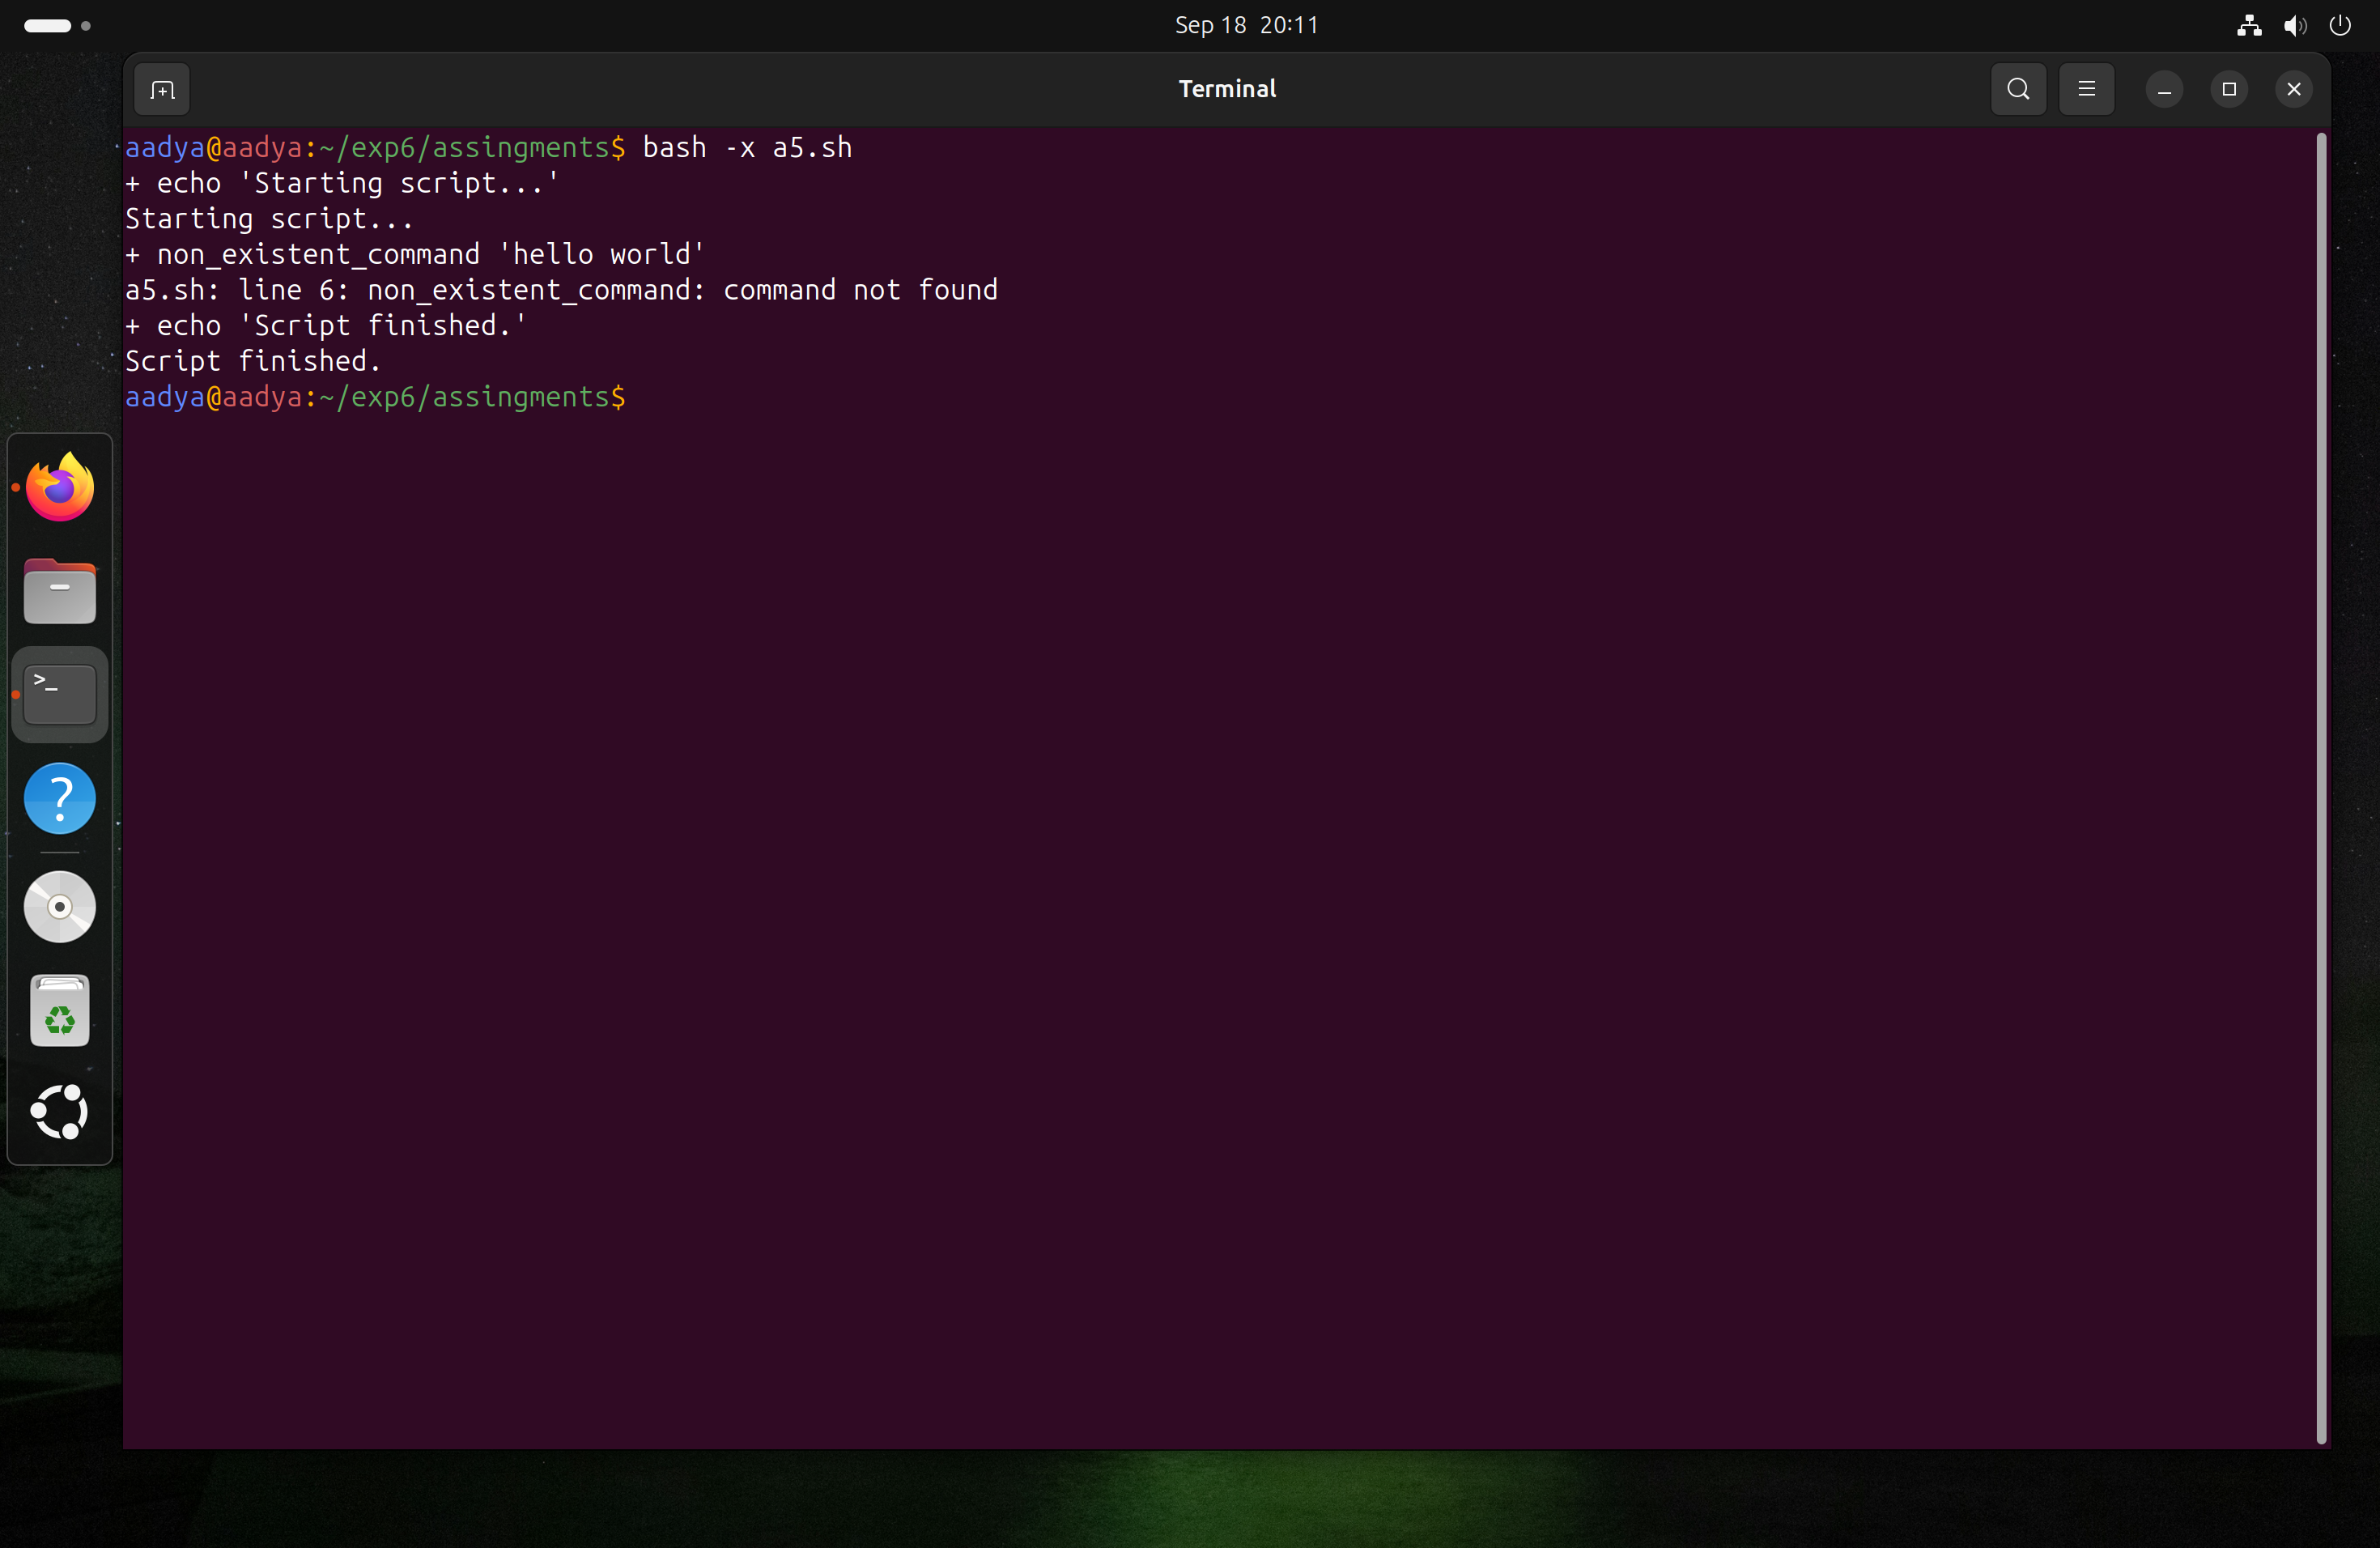 Sep 18 20:11
Terminal
aadya@aadya:~/exp6/assingments$ bash -x a5.sh
+ echo 'Starting script...'
Starting script...
+ non_existent_command 'hello world'
a5.sh: line 6: non_existent_command: command not found
+ echo 'Script finished.'
Script finished.
aadya@aadya:~/exp6/assingments$